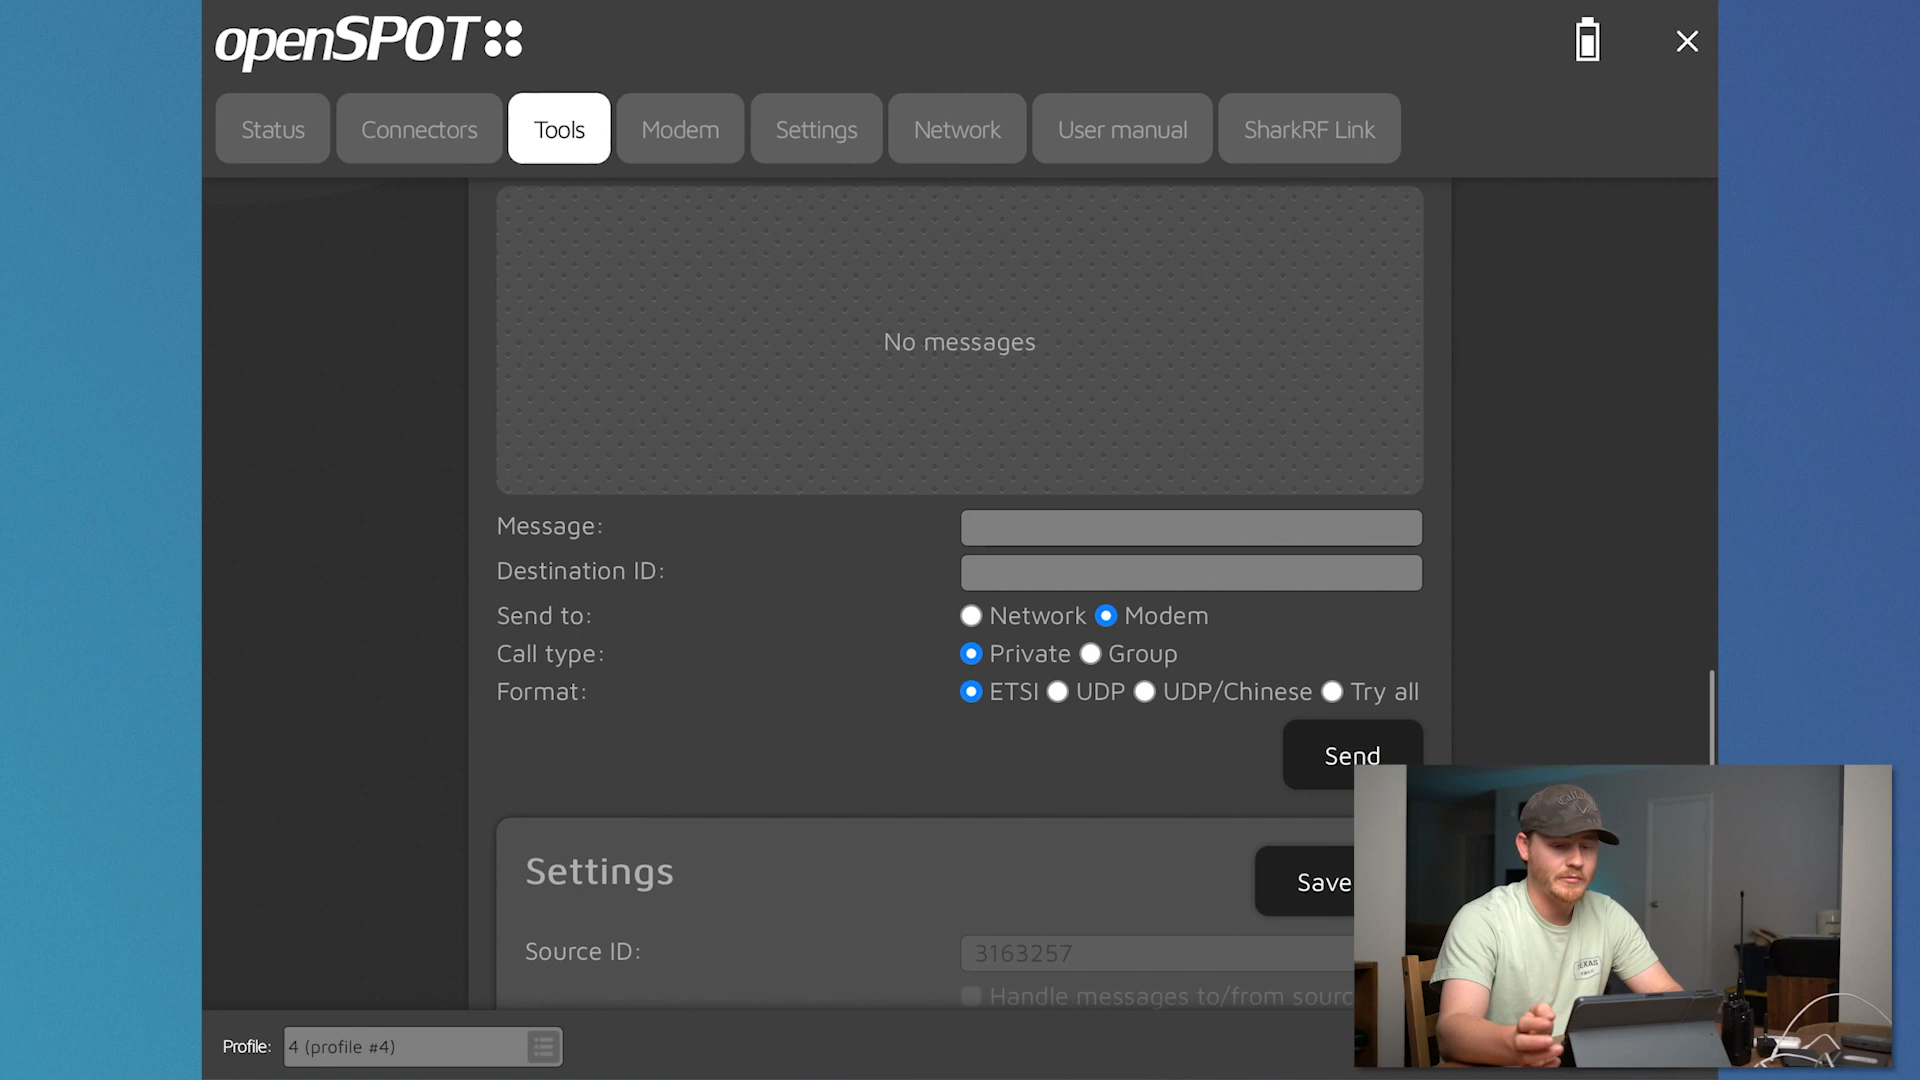 openSPOT
Status Connectors Tools Modem Settings Network User manual SharkRF Link
No messages
Message:
Destination ID:
Send to: Network Modem
Call type: Private Group
Format: ETSI UDP UDP/Chinese Try all
Send
Settings Save
Source ID: 3163257
Handle messages to/from sourc
Profile: 4 (profile #4)
TEXAS